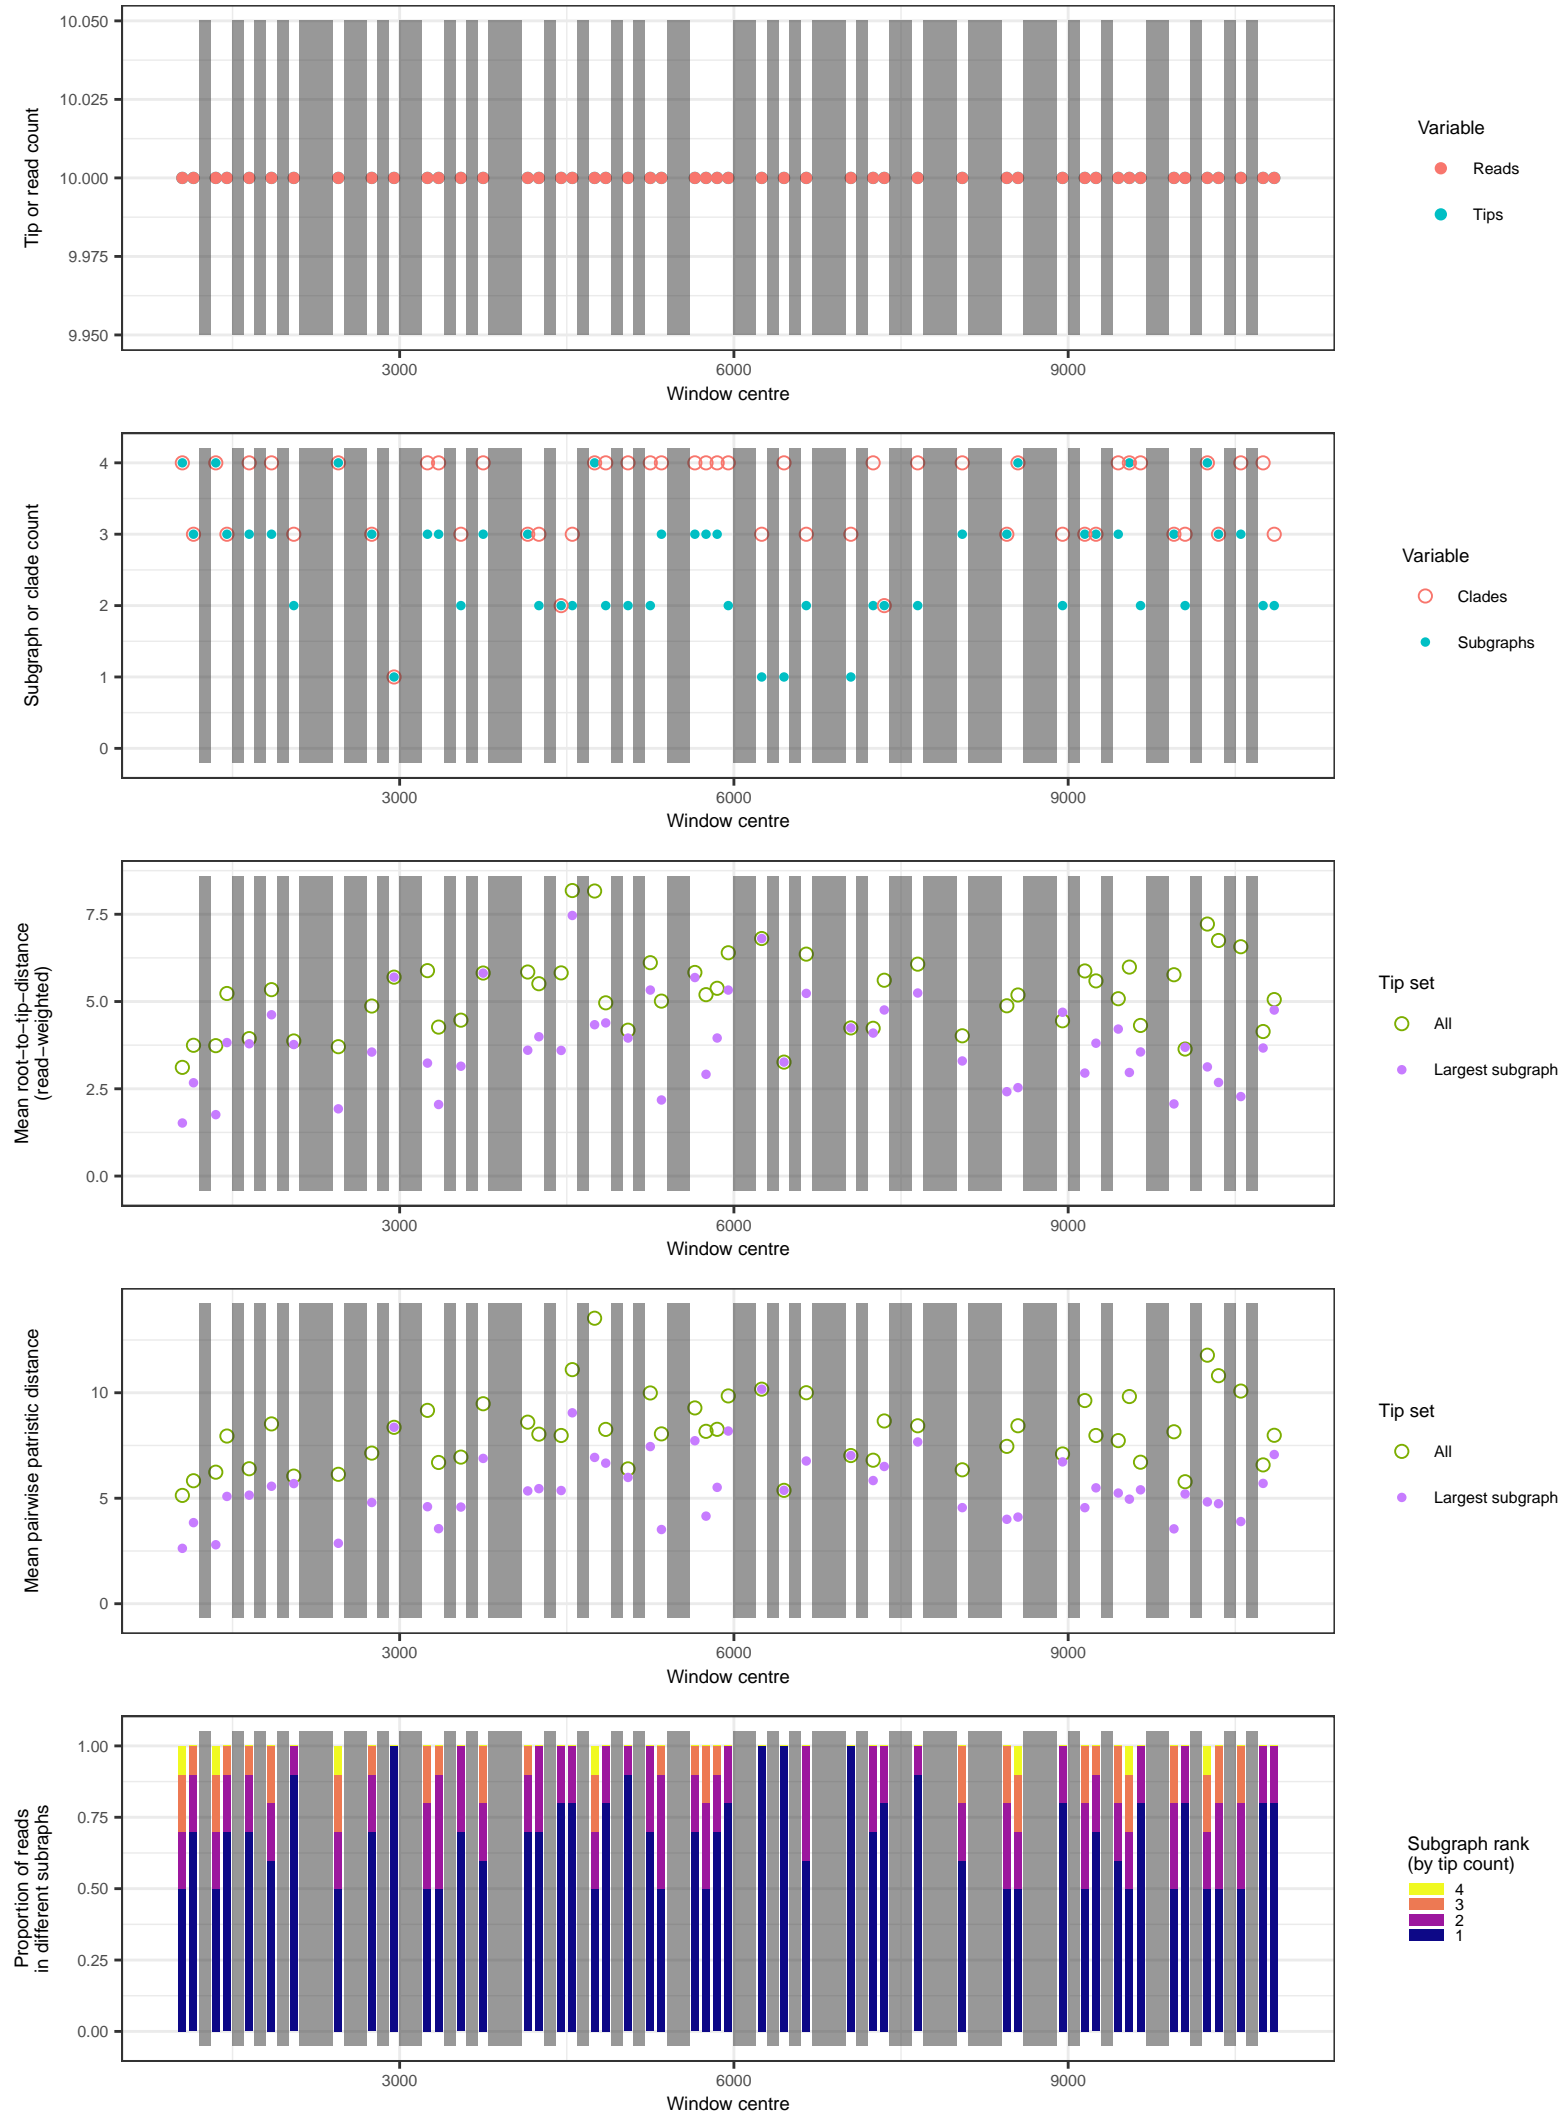 10.050
10.025
10.000
9.975
9.950
Tip or read count
3000
6000
9000
Window centre
Variable
Reads
Tips
4
3
2
1
0
Subgraph or clade count
3000
6000
9000
Window centre
Variable
Clades
Subgraphs
7.5
5.0
2.5
0.0
Mean root−to−tip−distance
(read−weighted)
3000
6000
9000
Window centre
Tip set
All
Largest subgraph
10
5
0
Mean pairwise patristic distance
3000
6000
9000
Window centre
Tip set
All
Largest subgraph
1.00
0.75
0.50
0.25
0.00
Proportion of reads
in different subraphs
3000
6000
9000
Window centre
Subgraph rank
(by tip count)
4
3
2
1